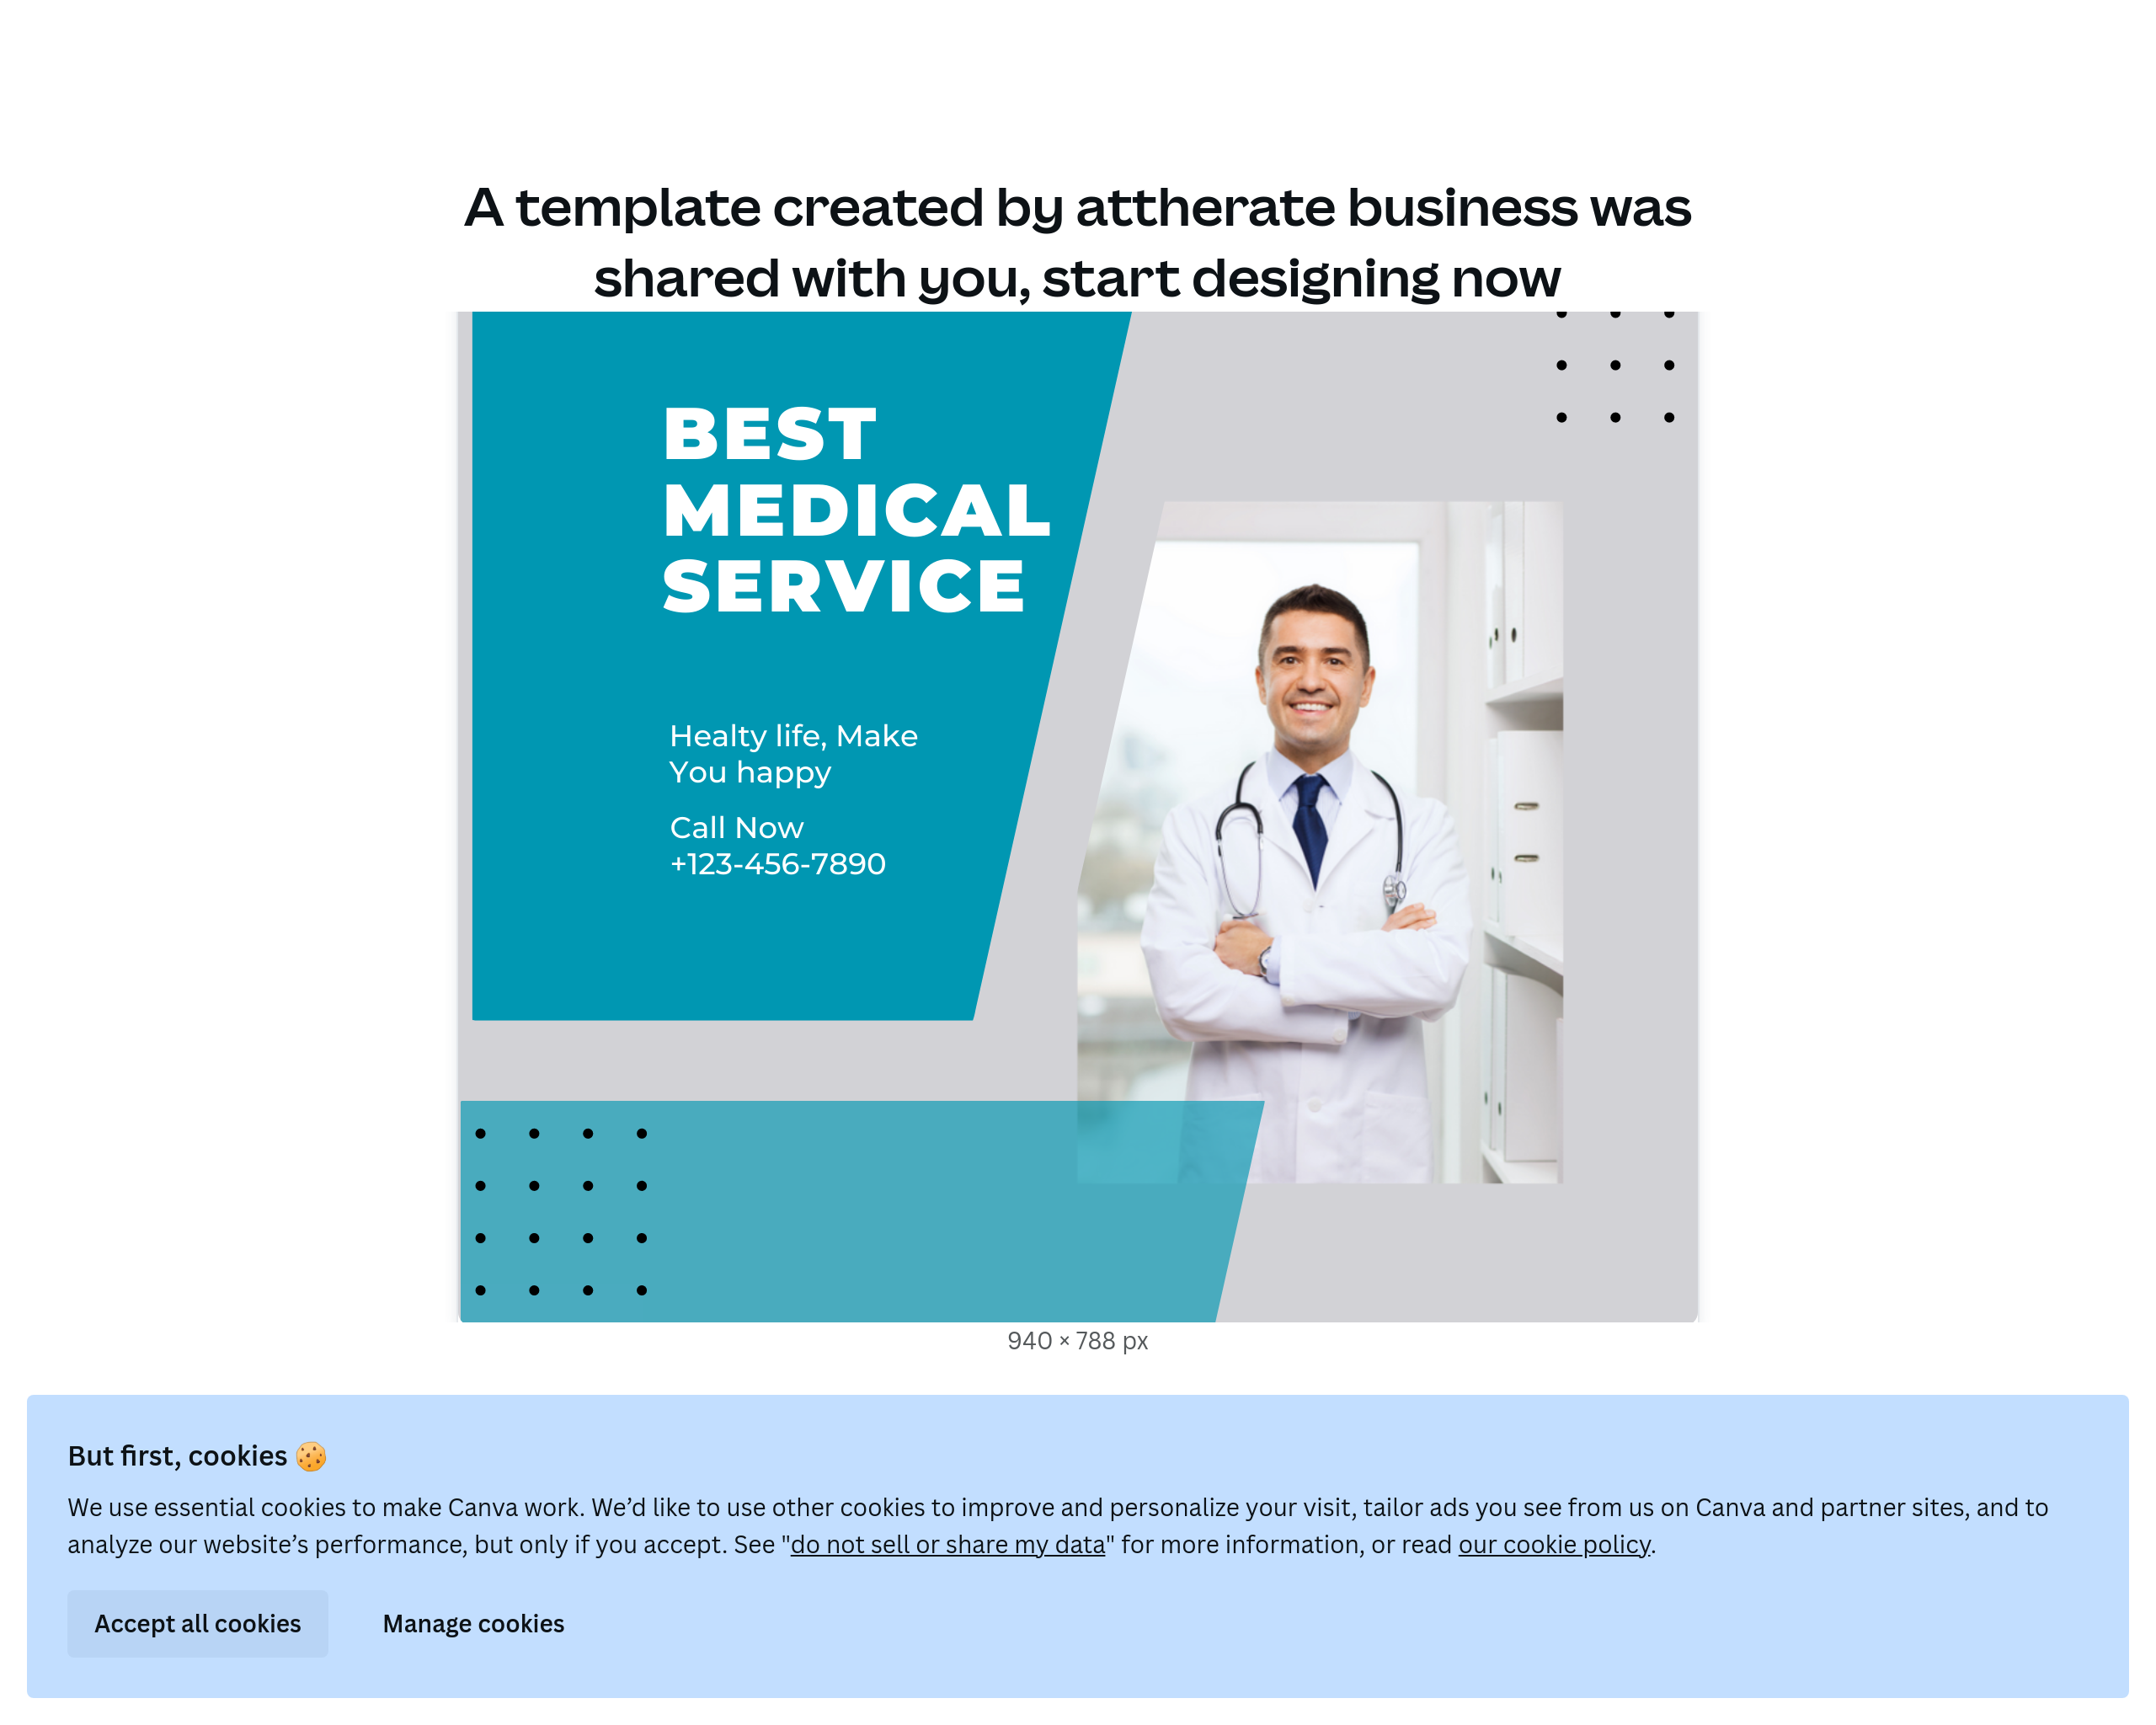 A template created by attherate business was
shared with you, start designing now
BEST
MEDICAL
SERVICE
Healty life, Make
You happy
Call Now
+123-456-7890
940 × 788 px
But first, cookies 🍪
We use essential cookies to make Canva work. We’d like to use other cookies to improve and personalize your visit, tailor ads you see from us on Canva and partner sites, and to
analyze our website’s performance, but only if you accept. See "do not sell or share my data" for more information, or read our cookie policy.
Accept all cookies
Manage cookies